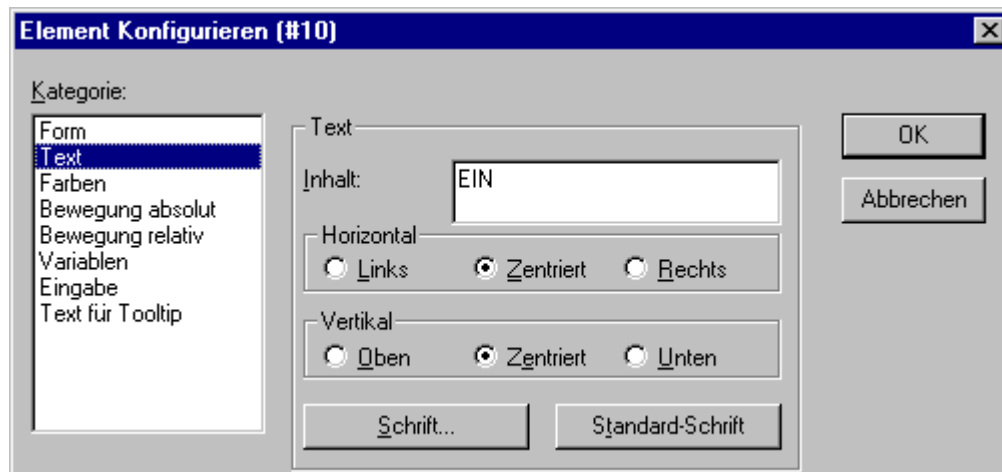 Element Konfigurieren (#10)
Kategorie:
Form
Text
Farben
Bewegung absolut
Bewegung relativ
Variablen
Eingabe
Text für Tooltip
Text
Inhalt:
EIN
Horizontal
Links
Zentriert
Rechts
Vertikal
Oben
Zentriert
Unten
Schrift...
Standard-Schrift
OK
Abbrechen